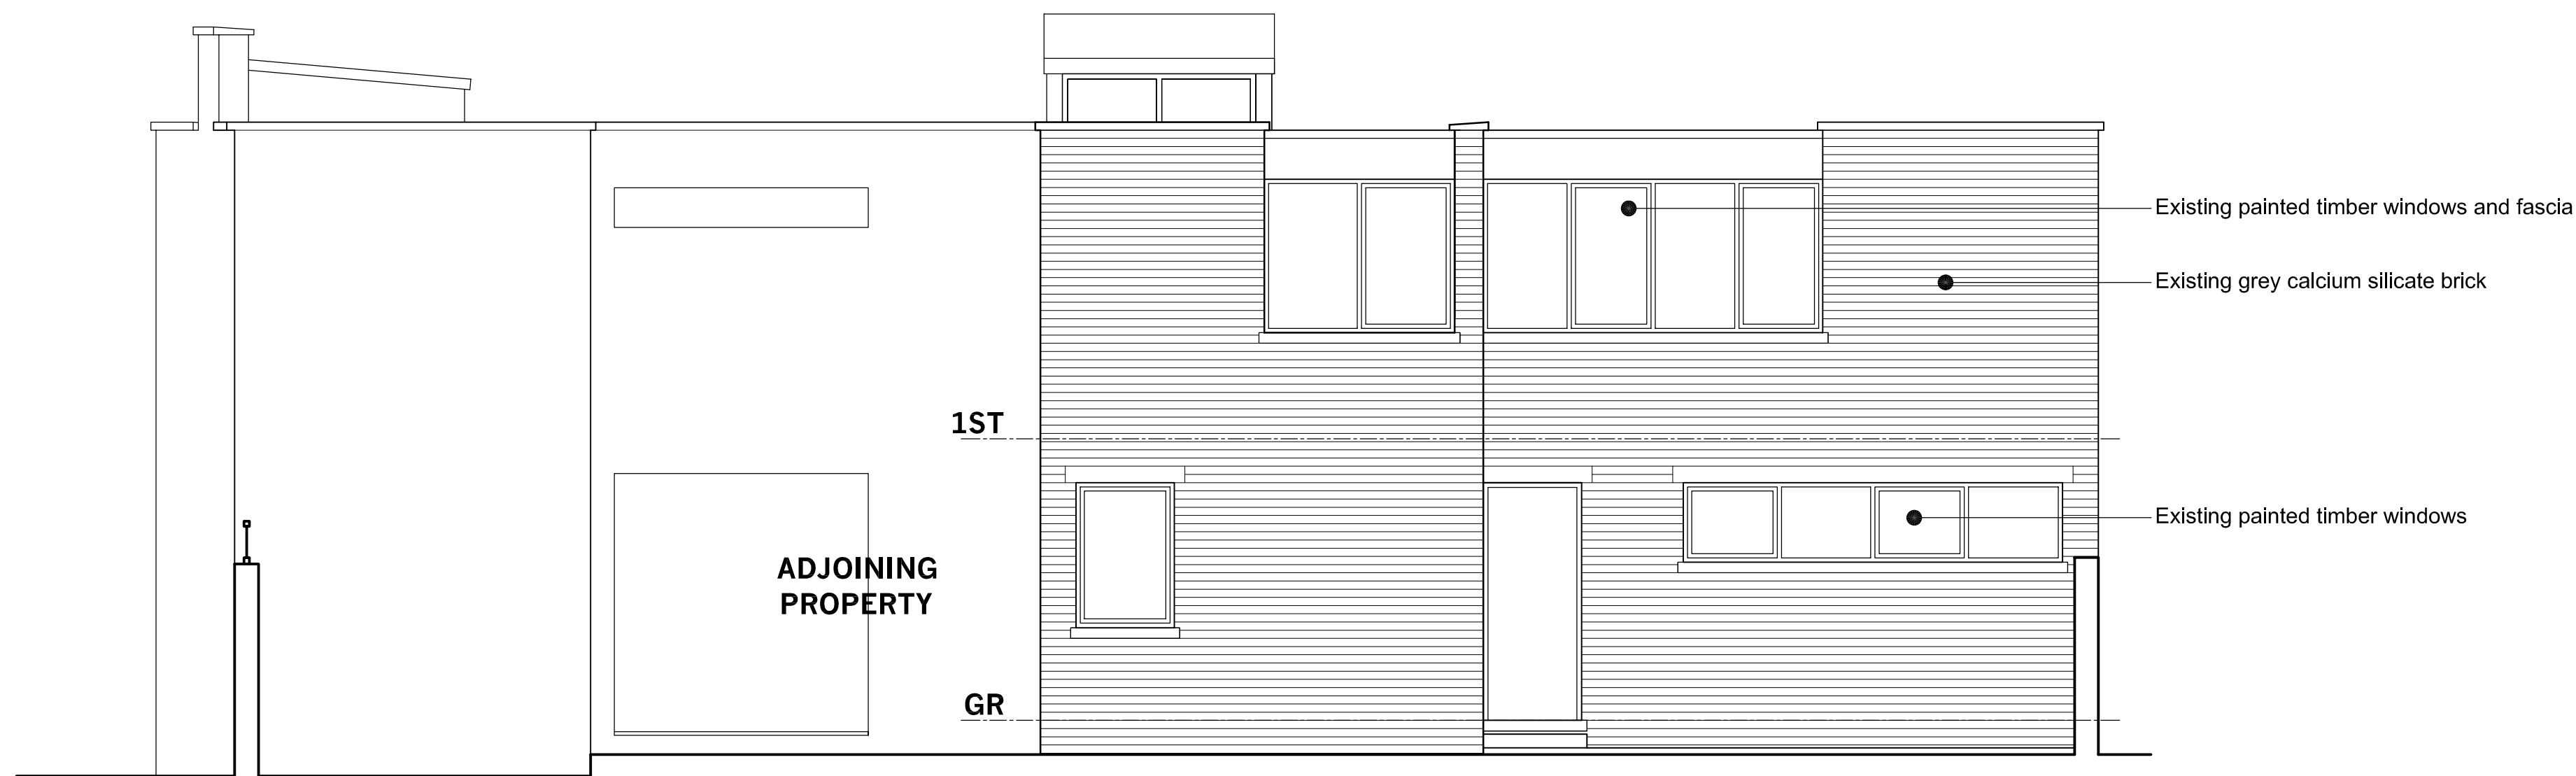 Existing painted timber windows and fascia
Existing grey calcium silicate brick
1ST
Existing painted timber windows
ADJOINING
PROPERTY
GR